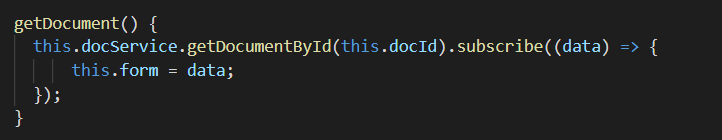 getDocument() {
  this.docService.getDocumentById(this.docId).subscribe((data) => {
      this.form = data;
  });
}